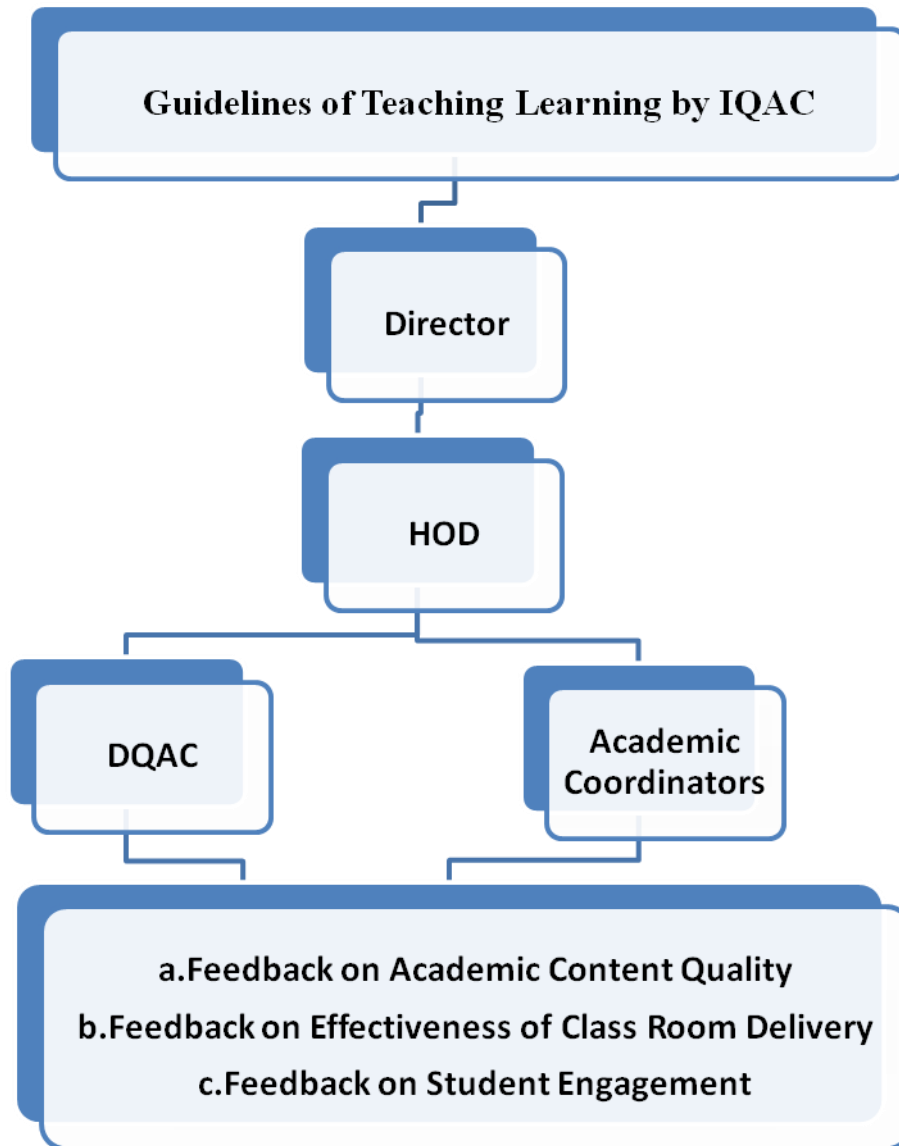 Guidelines of Teaching Learning by IQAC
Director
HOD
DQAC
Academic
Coordinators
a.Feedback on Academic Content Quality
b.Feedback on Effectiveness of Class Room Delivery
c.Feedback on Student Engagement